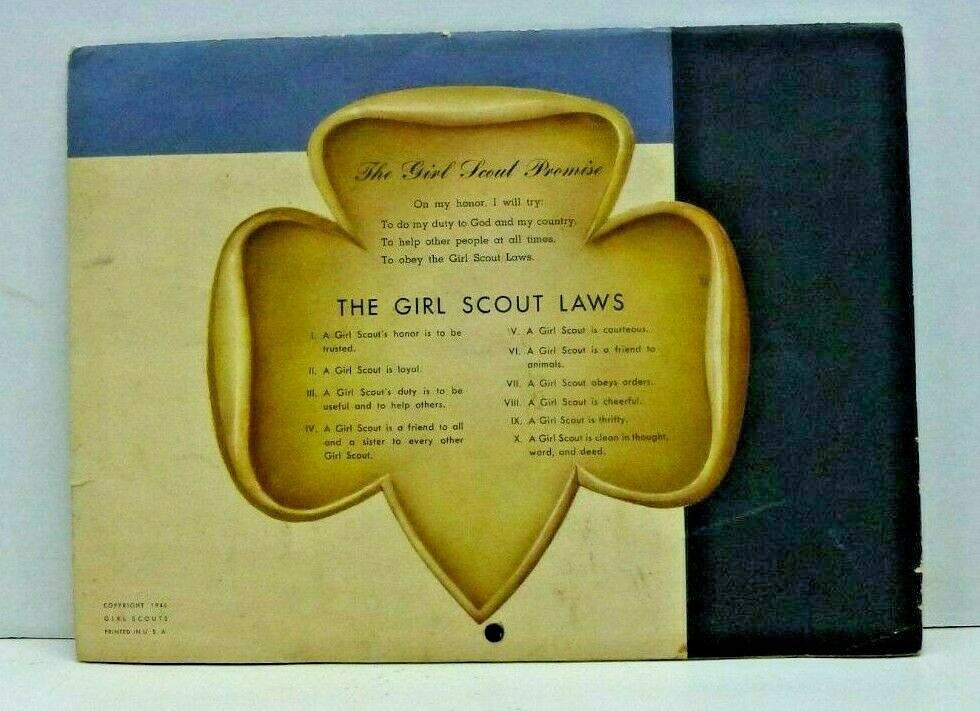 The Girl Scout Promise
On my honor, I will try:
To do my duty to God and my country,
To help other people at all times,
To obey the Girl Scout Laws.
THE GIRL SCOUT LAWS
I. A Girl Scout's honor is to be
trusted.
II. A Girl Scout is loyal.
III. A Girl Scout's duty is to be
useful and to help others.
IV. A Girl Scout is a friend to all
and a sister to every other
Girl Scout.
V. A Girl Scout is courteous.
VI. A Girl Scout is a friend to
animals.
VII. A Girl Scout obeys orders.
VIII. A Girl Scout is cheerful.
IX. A Girl Scout is thrifty.
X. A Girl Scout is clean in thought,
word, and deed.
COPYRIGHT
GIRL SCOUTS
PRINTED IN U. S. A.